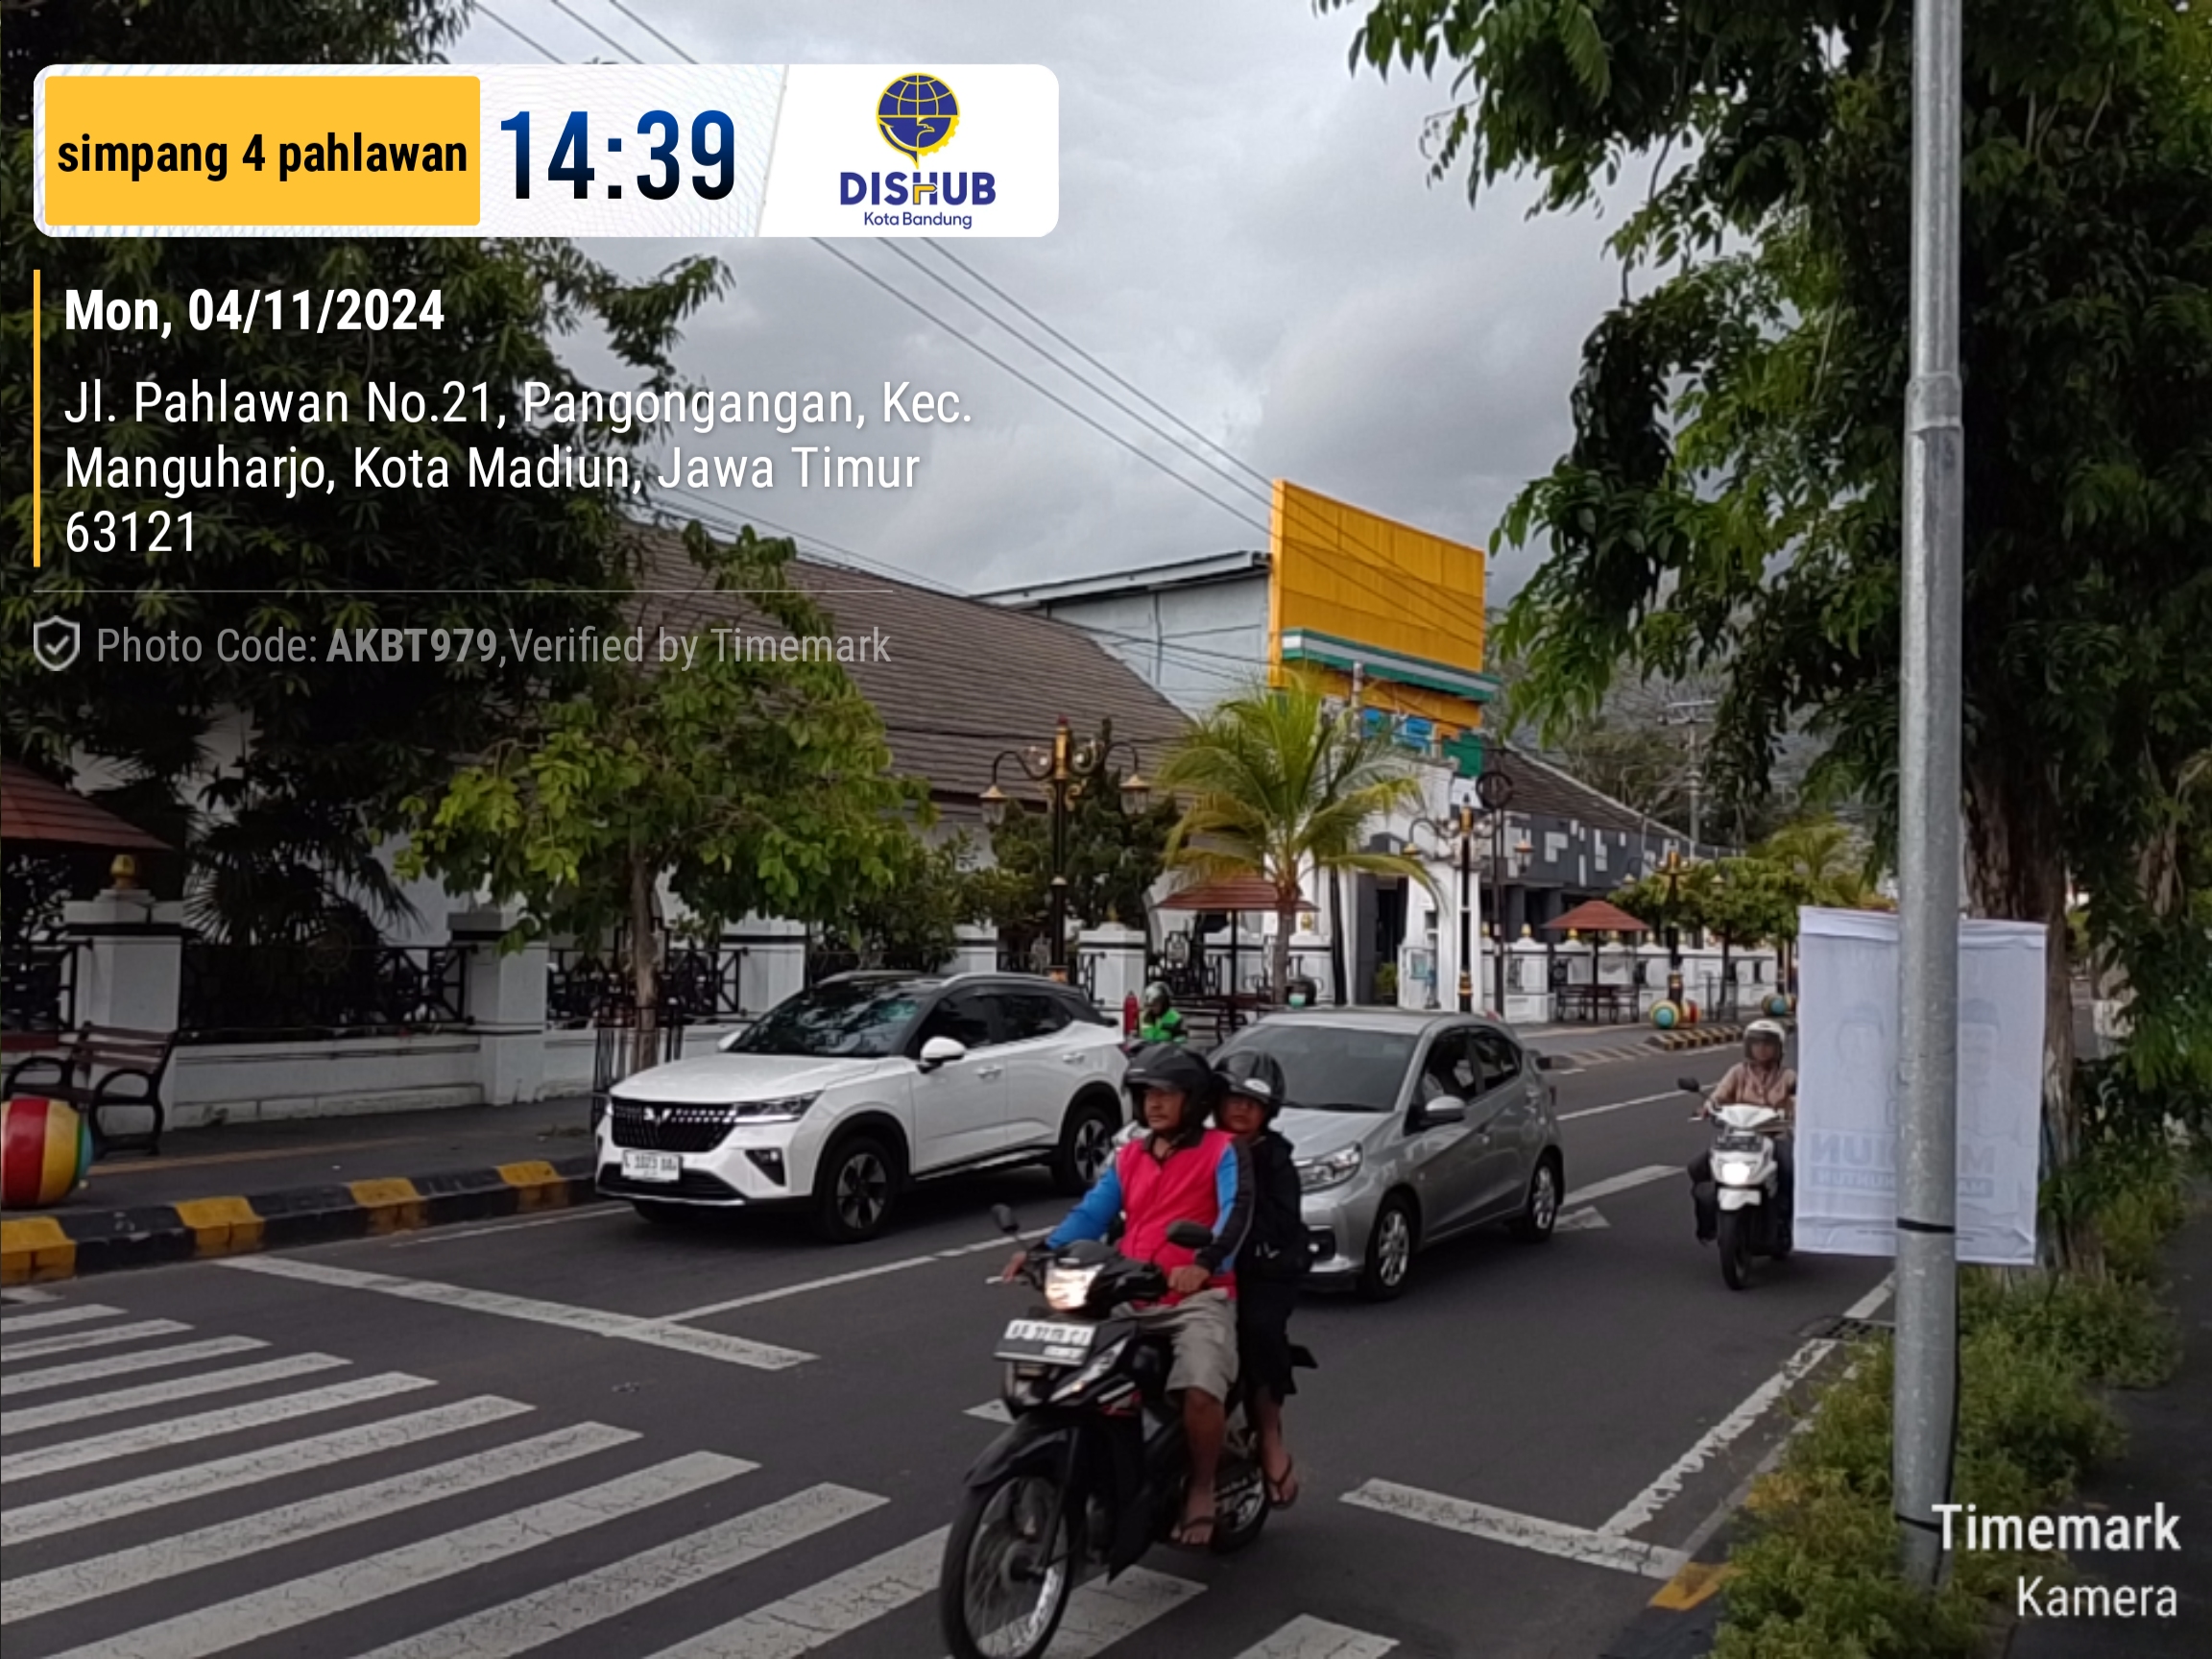 simpang 4 pahlawan
14:39
DISHUB
Kota Bandung
Mon, 04/11/2024
Jl. Pahlawan No.21, Pangongangan, Kec.
Manguharjo, Kota Madiun, Jawa Timur
63121
Photo Code: AKBT979,Verified by Timemark
Timemark
Kamera